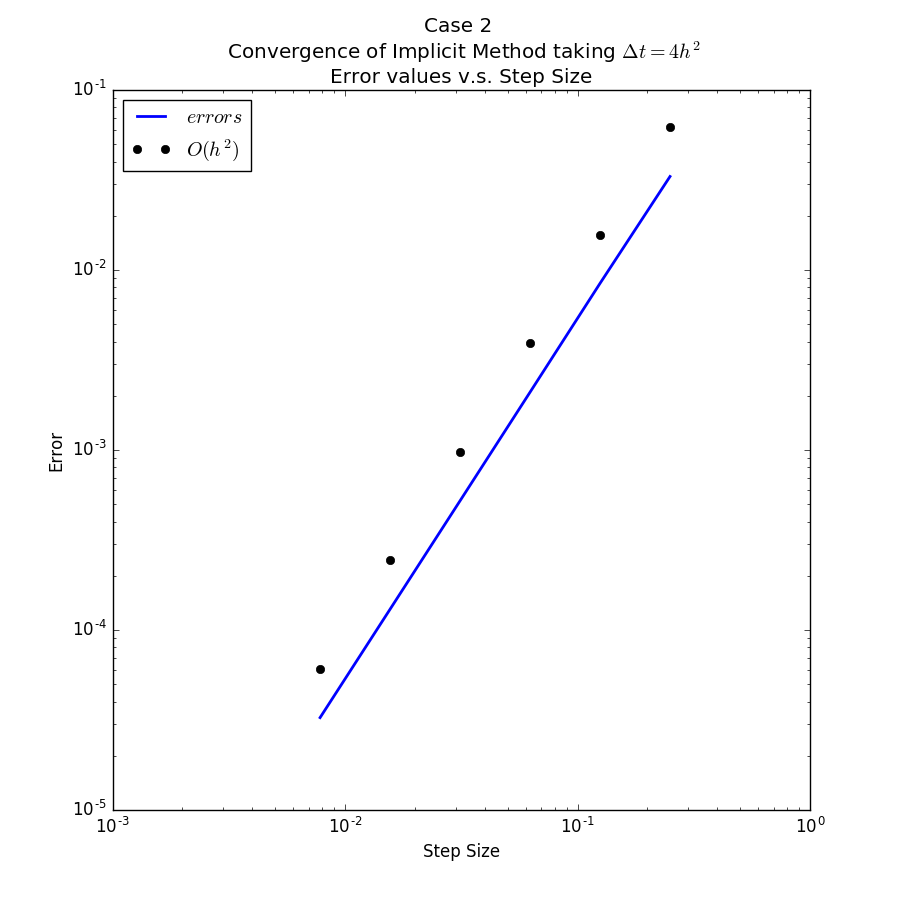 Case 2
Convergence of Implicit Method taking Δt = 4h²
Error values v.s. Step Size
10⁻¹
errors
O(h²)
10⁻²
10⁻³
Error
10⁻⁴
10⁻⁵
10⁻³ 10⁻² 10⁻¹ 10⁰
Step Size